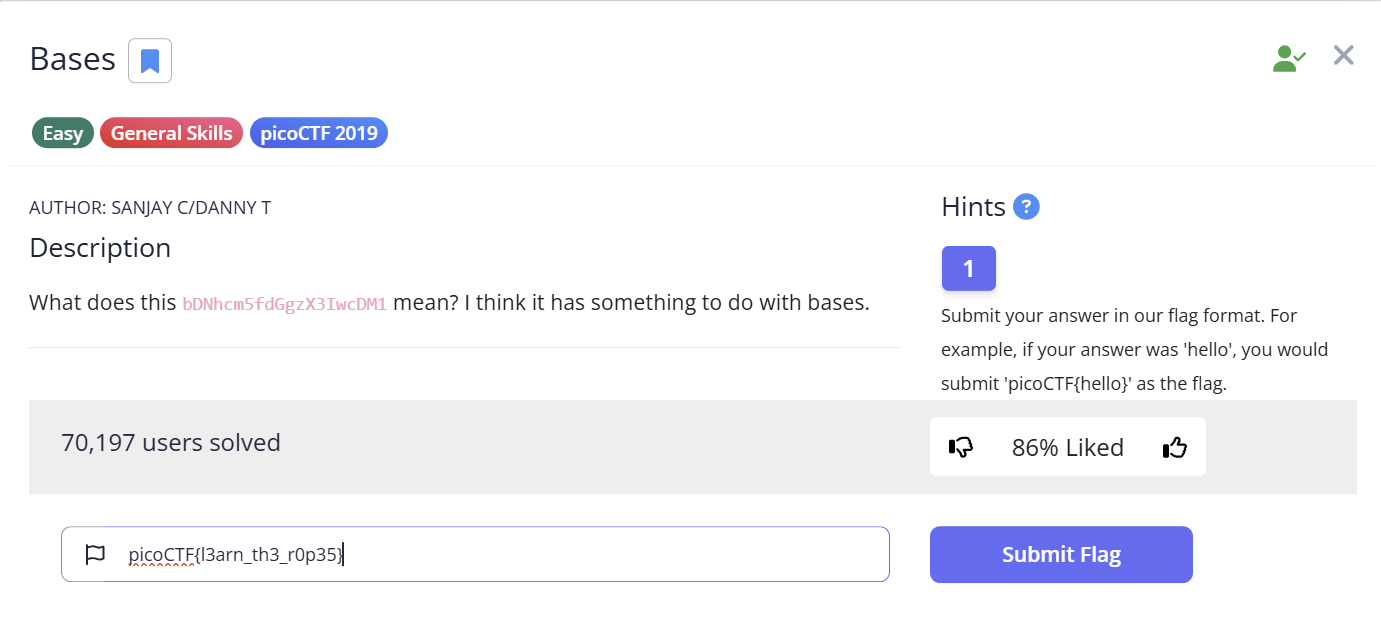 Bases
Easy General Skills picoCTF 2019
AUTHOR: SANJAY C/DANNY T
Description
What does this bDNhcm5fdGgzX3IwcDM1 mean? I think it has something to do with bases.
Hints ?
1
Submit your answer in our flag format. For
example, if your answer was 'hello', you would
submit 'picoCTF{hello}' as the flag.
70,197 users solved
86% Liked
picoCTF{l3arn_th3_r0p35}
Submit Flag